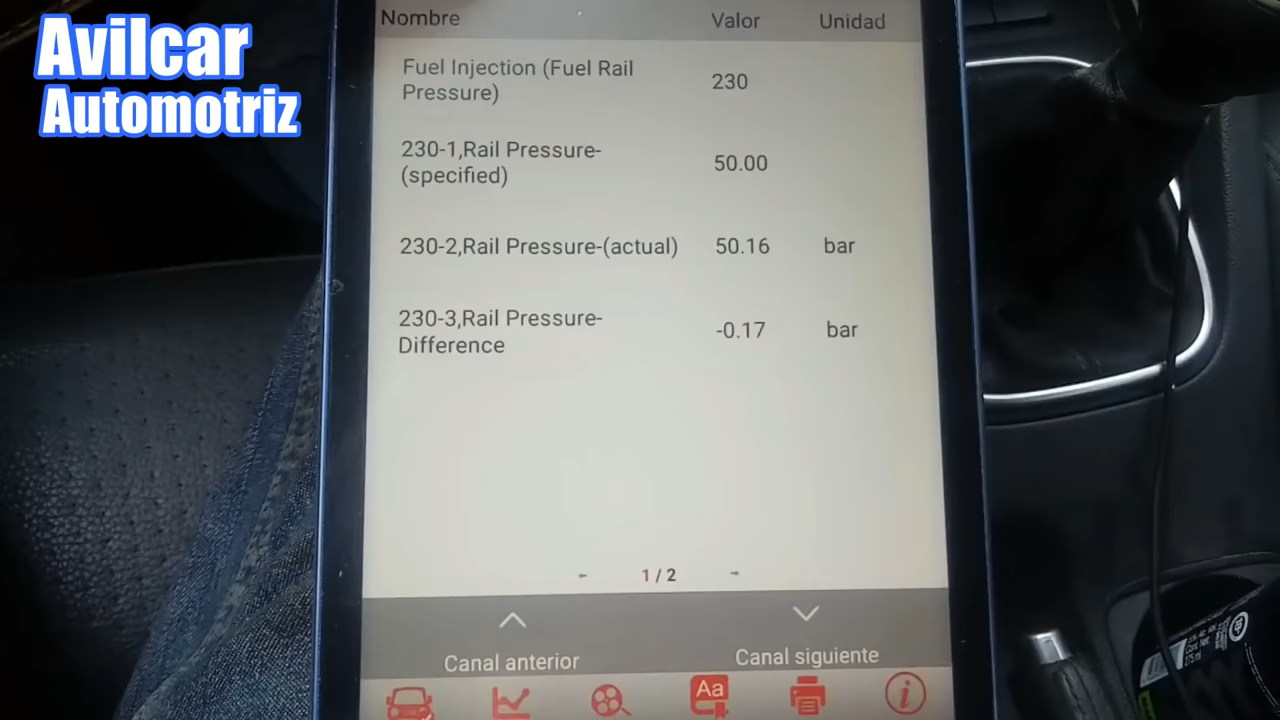 Avilcar
Automotriz
Nombre Valor Unidad
Fuel Injection (Fuel Rail
Pressure) 230
230-1,Rail Pressure-
(specified) 50.00
230-2,Rail Pressure-(actual) 50.16 bar
230-3,Rail Pressure-
Difference -0.17 bar
1 / 2
Canal anterior Canal siguiente
Aa
i